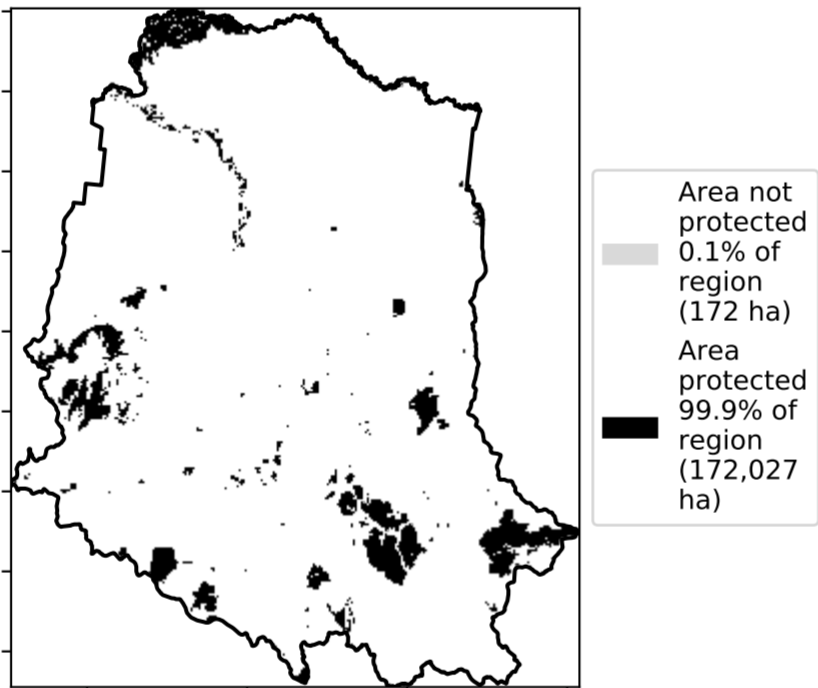 Area not
protected
0.1% of
region
(172 ha)
Area
protected
99.9% of
region
(172,027
ha)